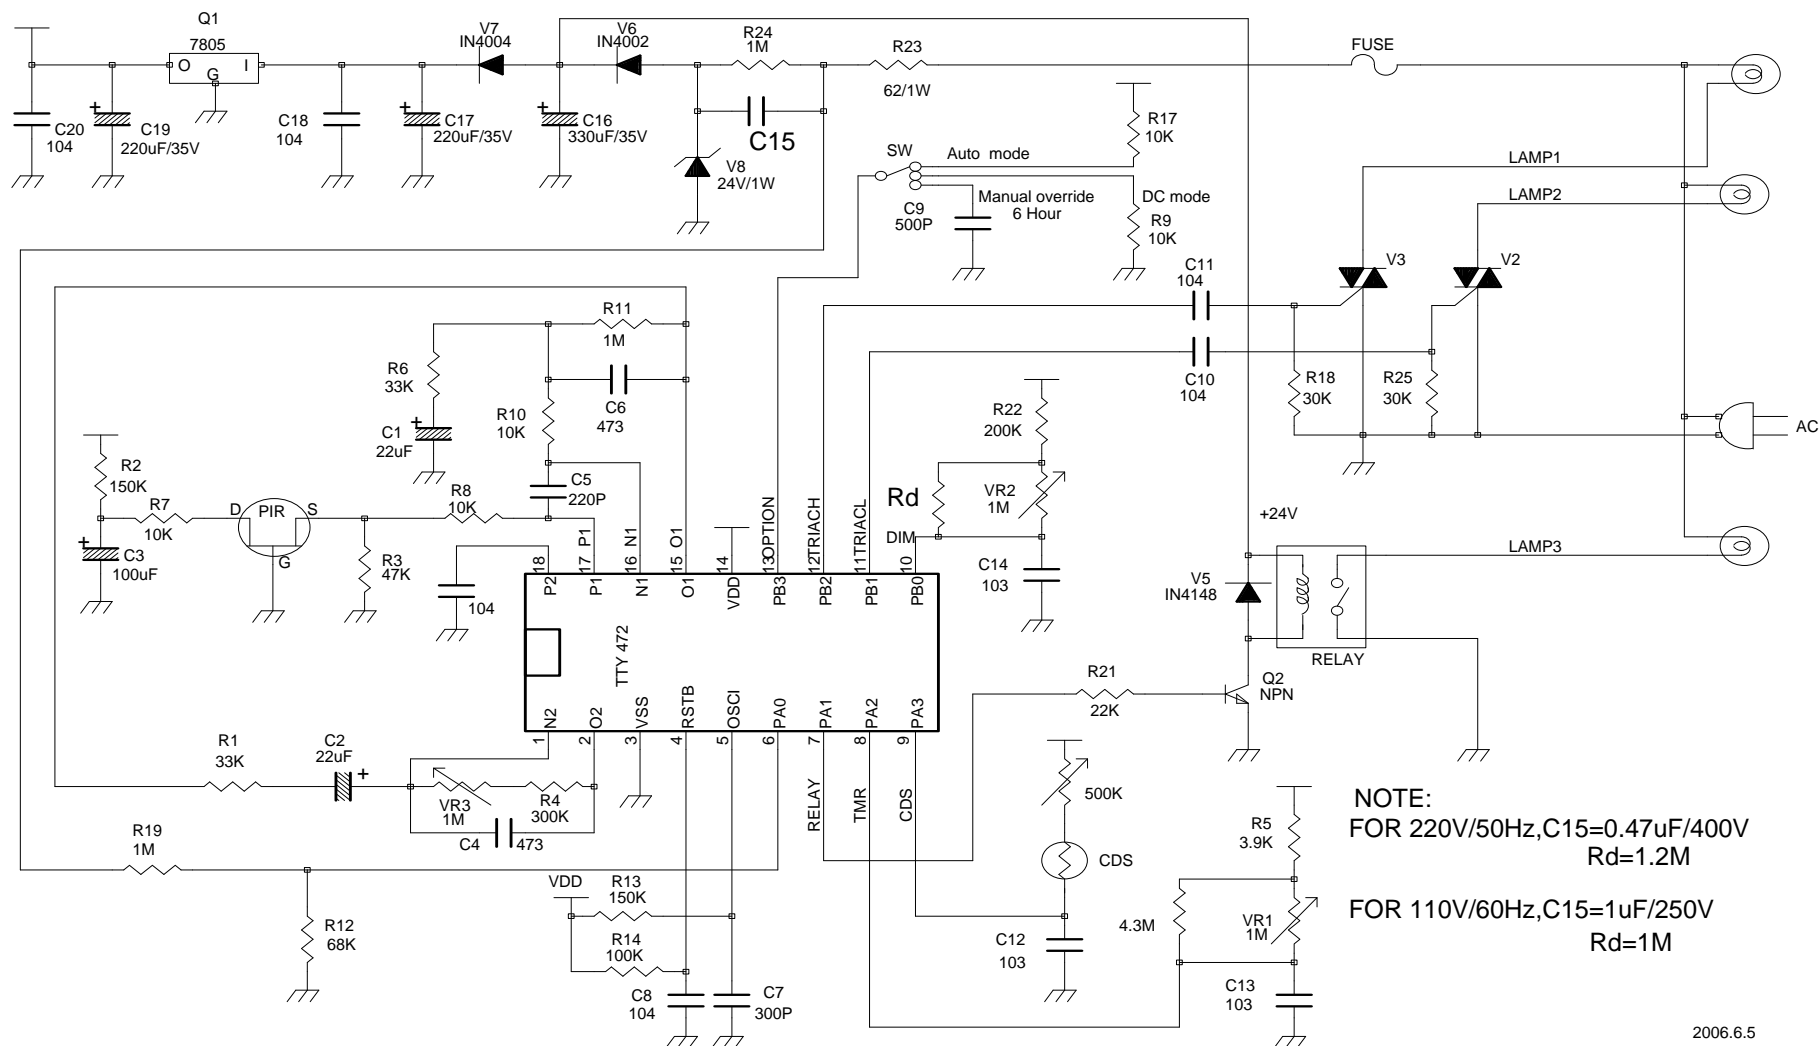 Q1
7805
O
I
G
C20
104
C19
220uF/35V
C18
104
V7
IN4004
C17
220uF/35V
V6
IN4002
C16
330uF/35V
R24
1M
C15
V8
24V/1W
R23
62/1W
FUSE
SW
Auto mode
Manual override
6 Hour
DC mode
C9
500P
R17
10K
R9
10K
LAMP1
LAMP2
V3
V2
C11
104
C10
104
R18
30K
R25
30K
AC
R11
1M
R6
33K
C6
473
R10
10K
C1
22uF
R2
150K
R7
10K
D
PIR
S
G
C3
100uF
R8
10K
C5
220P
R3
47K
104
R22
200K
Rd
VR2
1M
DIM
C14
103
+24V
LAMP3
V5
IN4148
RELAY
P1
N1
O1
OPTION
TRIACH
TRIACL
18
17
16
15
14
13
12
11
10
P2
P1
N1
O1
VDD
VDD
PB3
PB2
PB1
PB0
TTY 472
N2
O2
VSS
RSTB
OSCI
PA0
PA1
PA2
PA3
1
2
3
4
5
6
7
8
9
RELAY
TMR
CDS
R21
22K
Q2
NPN
R1
33K
C2
22uF
VR3
1M
R4
300K
C4
473
R19
1M
R12
68K
VDD
R13
150K
R14
100K
C8
104
C7
300P
500K
CDS
C12
103
R5
3.9K
4.3M
VR1
1M
C13
103
NOTE:
FOR 220V/50Hz,C15=0.47uF/400V
Rd=1.2M
FOR 110V/60Hz,C15=1uF/250V
Rd=1M
2006.6.5